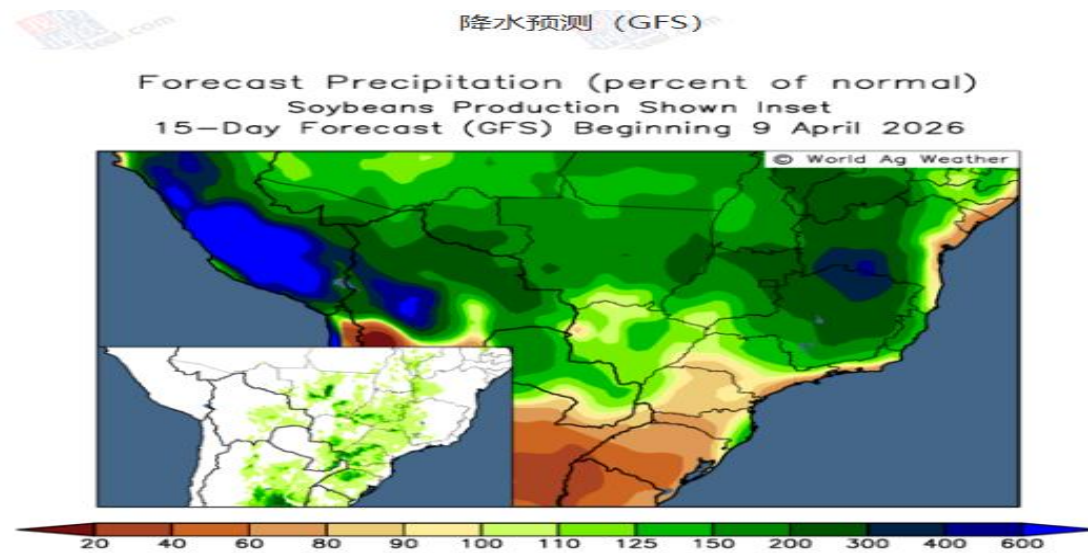 降水预测（GFS）
Forecast Precipitation (percent of normal)
Soybeans Production Shown Inset
15-Day Forecast (GFS) Beginning 9 April 2026
© World Ag Weather
20 40 60 80 90 100 110 125 150 200 300 400 600